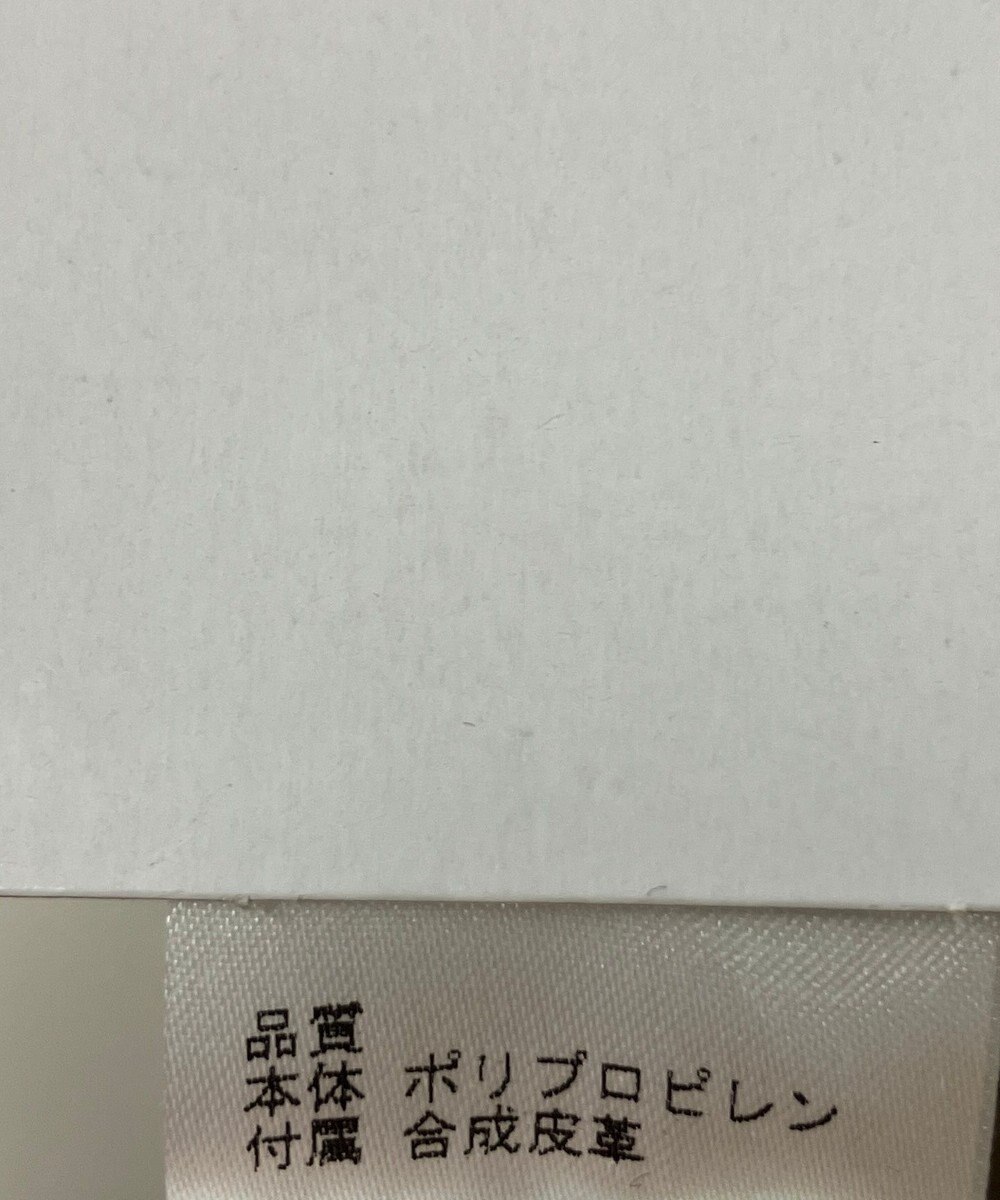 品質
本体 ポリプロピレン
付属 合成皮革